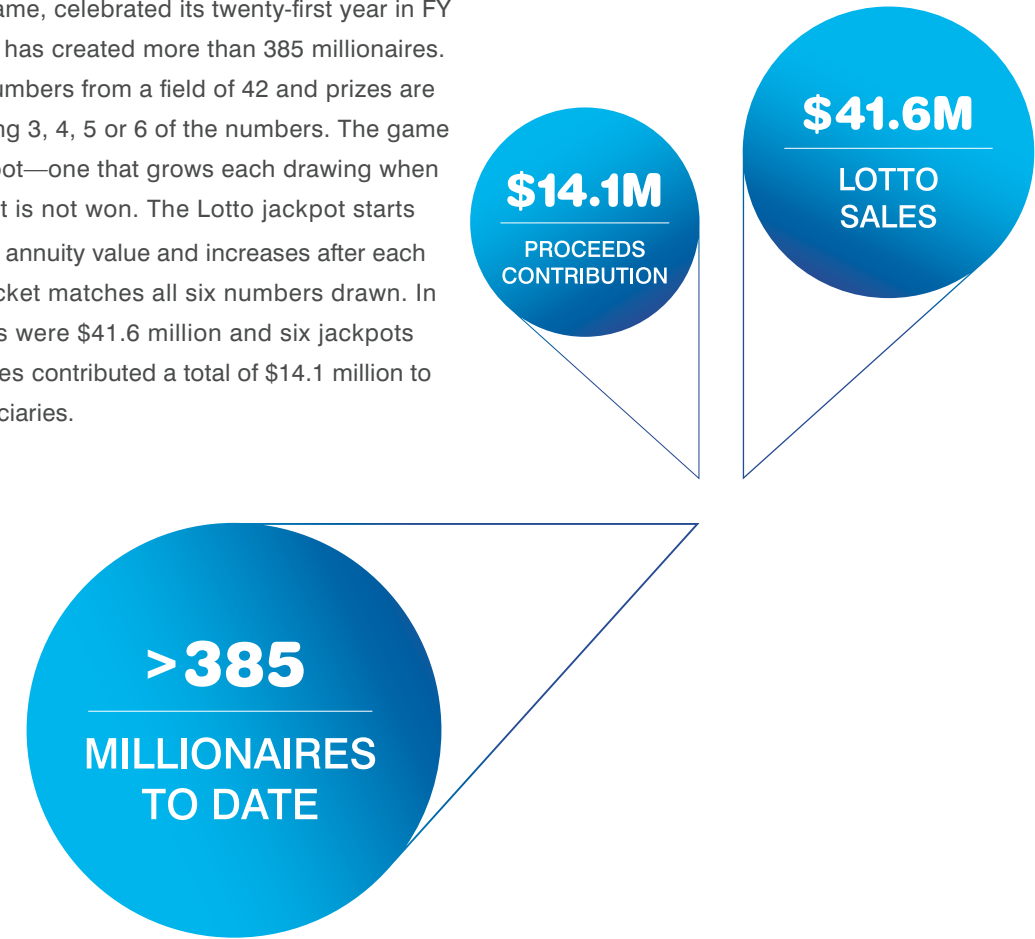 ame, celebrated its twenty-first year in FY
has created more than 385 millionaires.
umbers from a field of 42 and prizes are
ng 3, 4, 5 or 6 of the numbers. The game
ot—one that grows each drawing when
t is not won. The Lotto jackpot starts
annuity value and increases after each
cket matches all six numbers drawn. In
s were $41.6 million and six jackpots
es contributed a total of $14.1 million to
ciaries.
$14.1M
PROCEEDS
CONTRIBUTION
$41.6M
LOTTO
SALES
>385
MILLIONAIRES
TO DATE